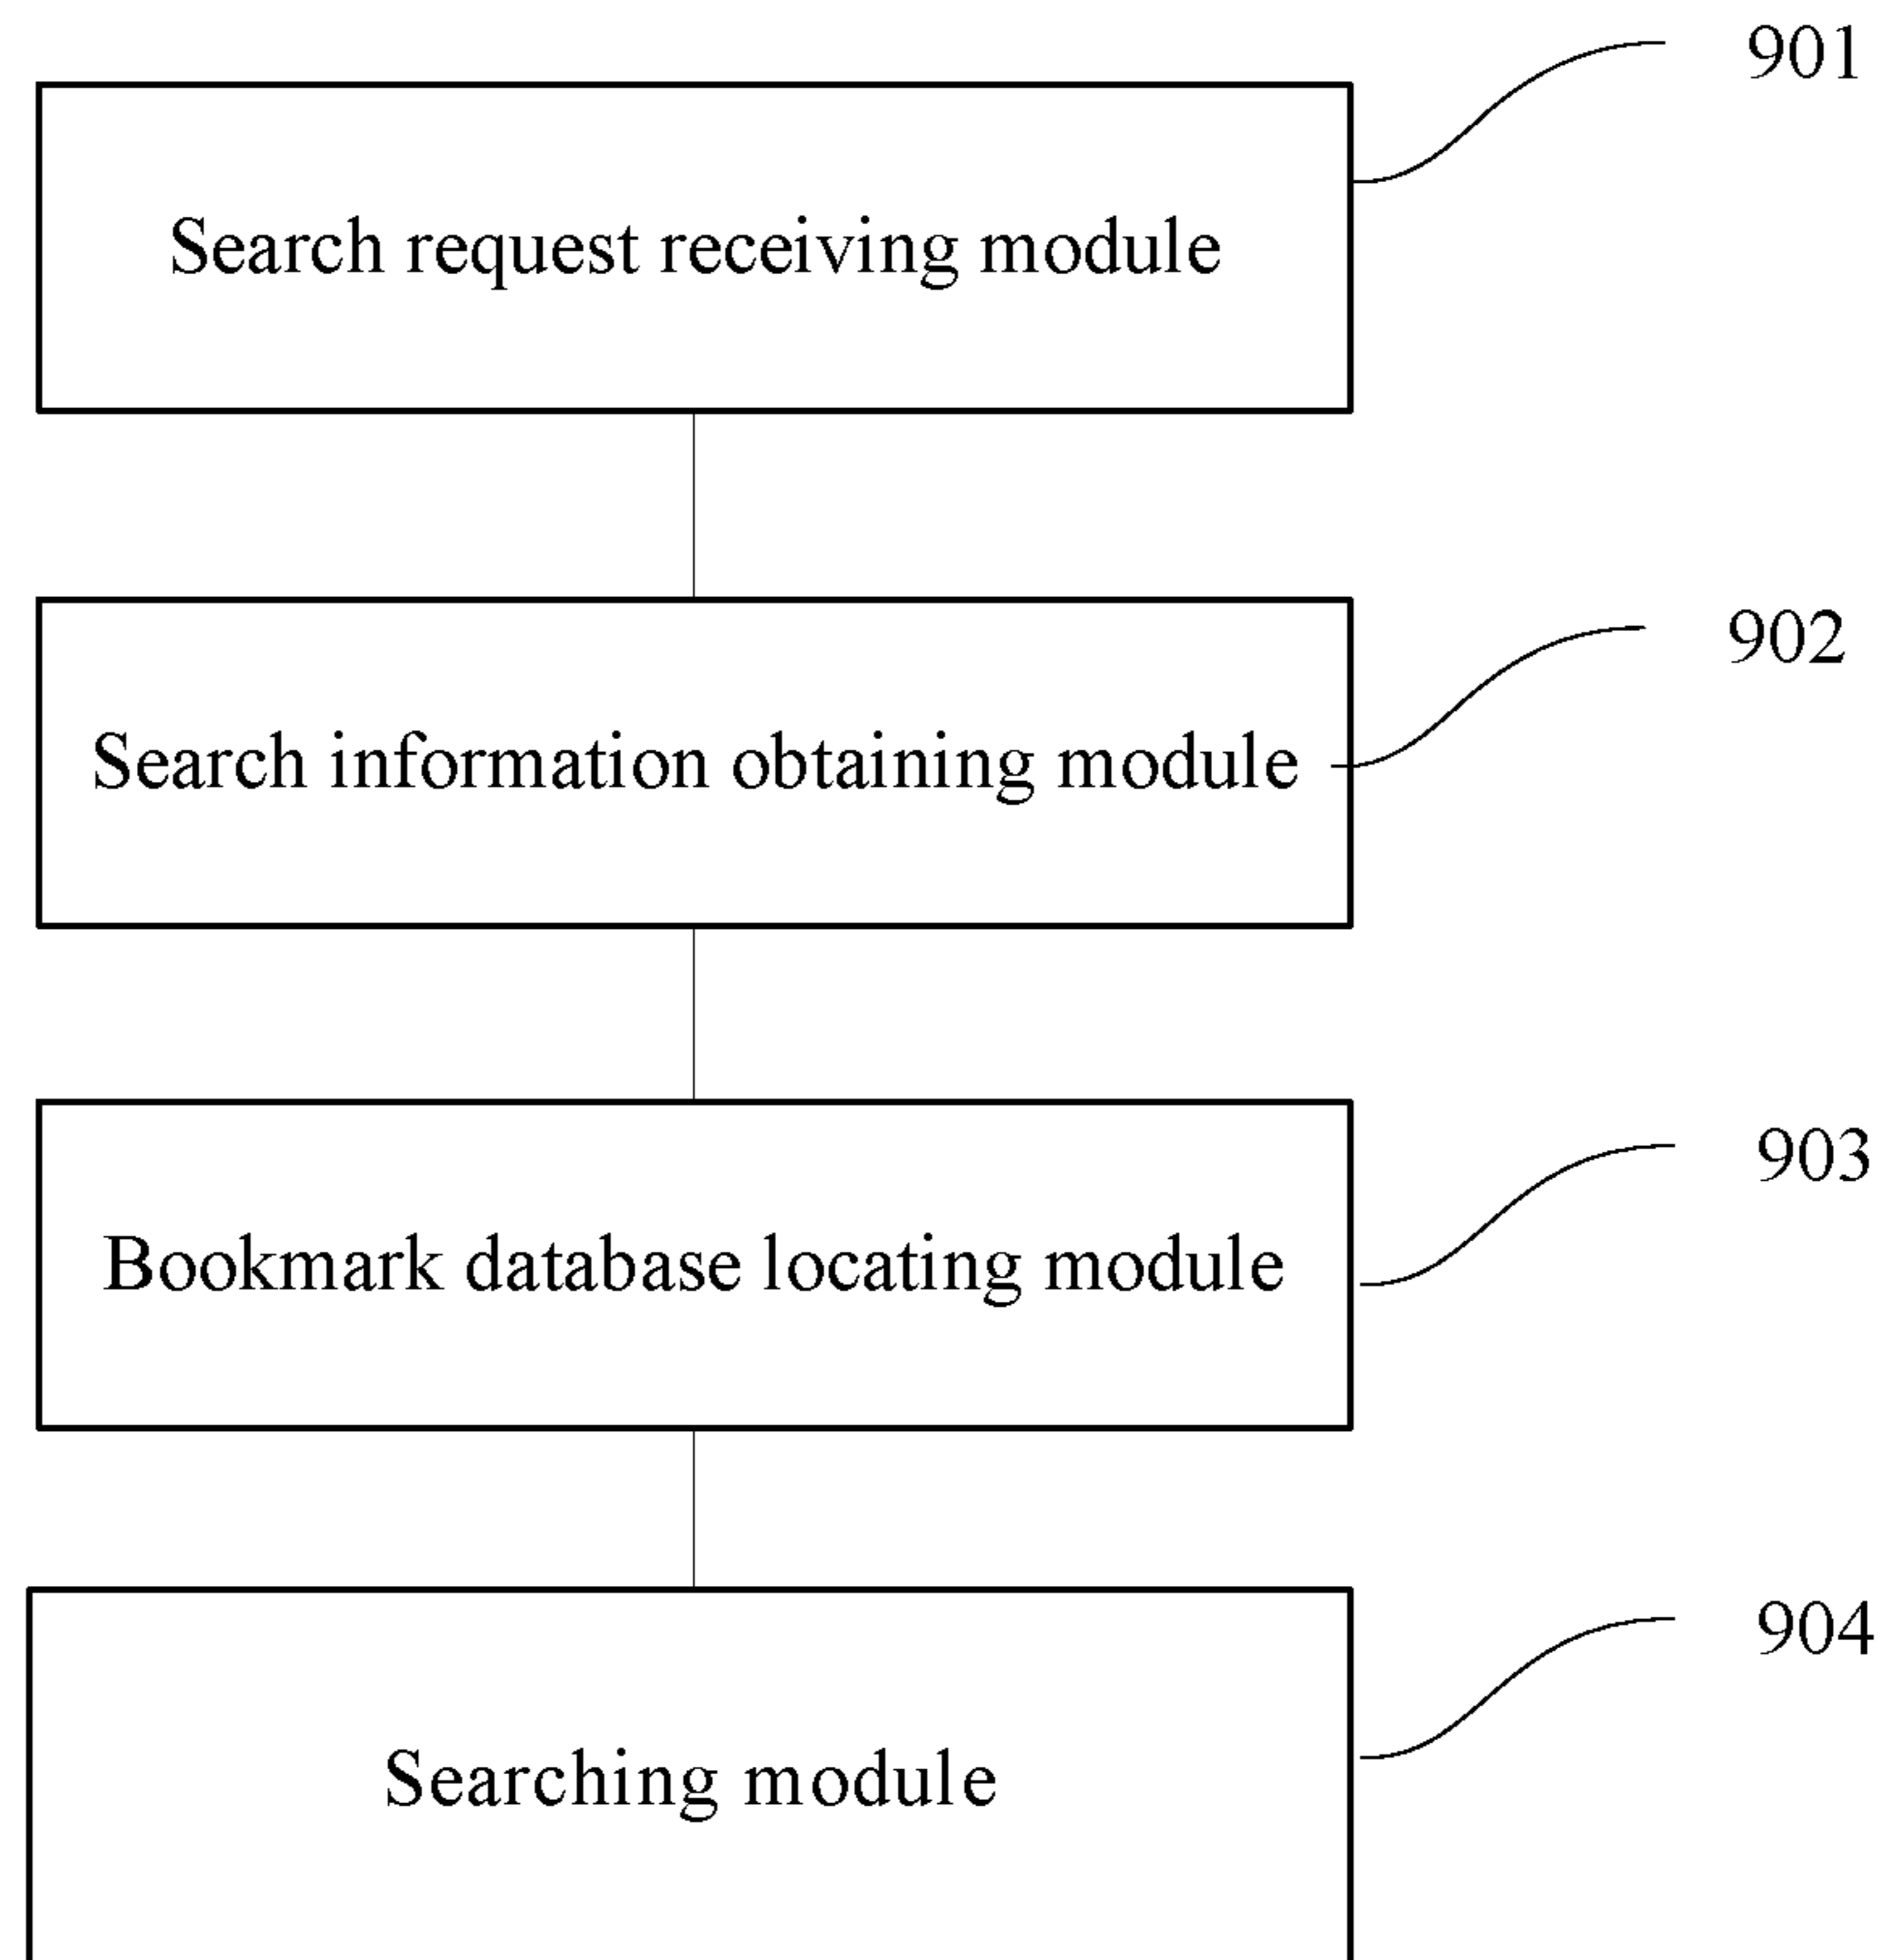 901
Search request receiving module
902
Search information obtaining module
903
Bookmark database locating module
904
Searching module